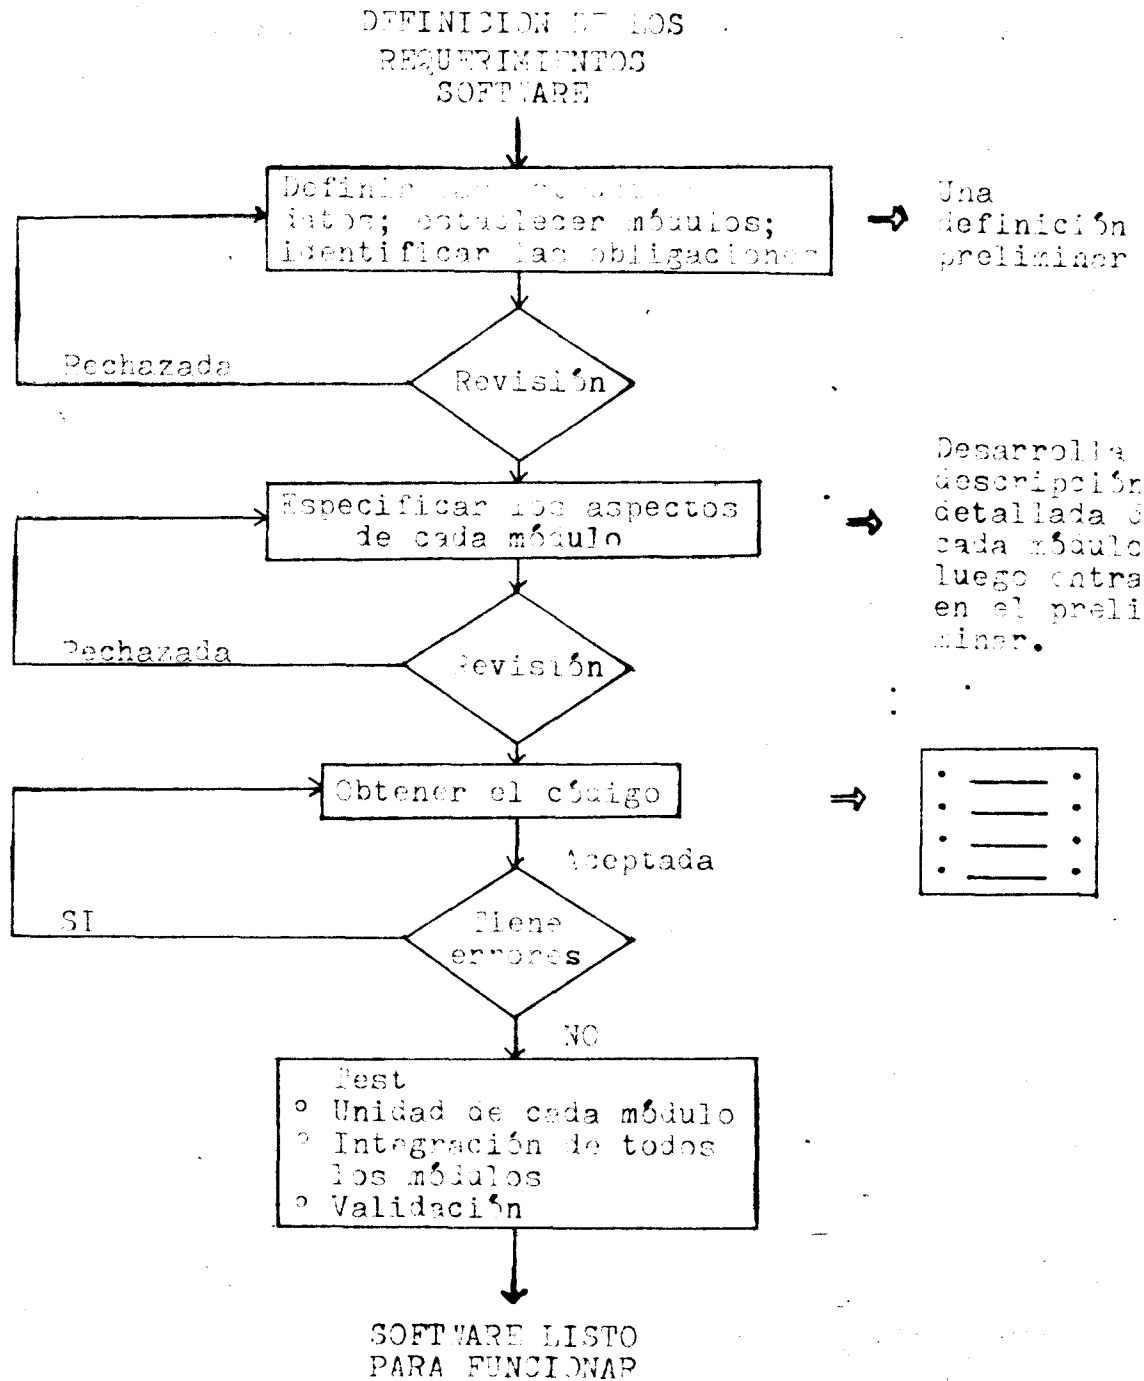 DEFINICION DE LOS
REQUERIMIENTOS
SOFTWARE
Definir
datos; establecer módulos;
identificar las obligaciones
Una
definición
preliminar
Rechazada
Revisión
Especificar los aspectos
de cada módulo
Desarrolla
descripción
detallada d
cada módulo
luego entra
en el preli
minar.
Rechazada
Revisión
Obtener el código
Aceptada
SI
Tiene
errores
NO
Test
° Unidad de cada módulo
° Integración de todos
los módulos
° Validación
SOFTWARE LISTO
PARA FUNCIONAR